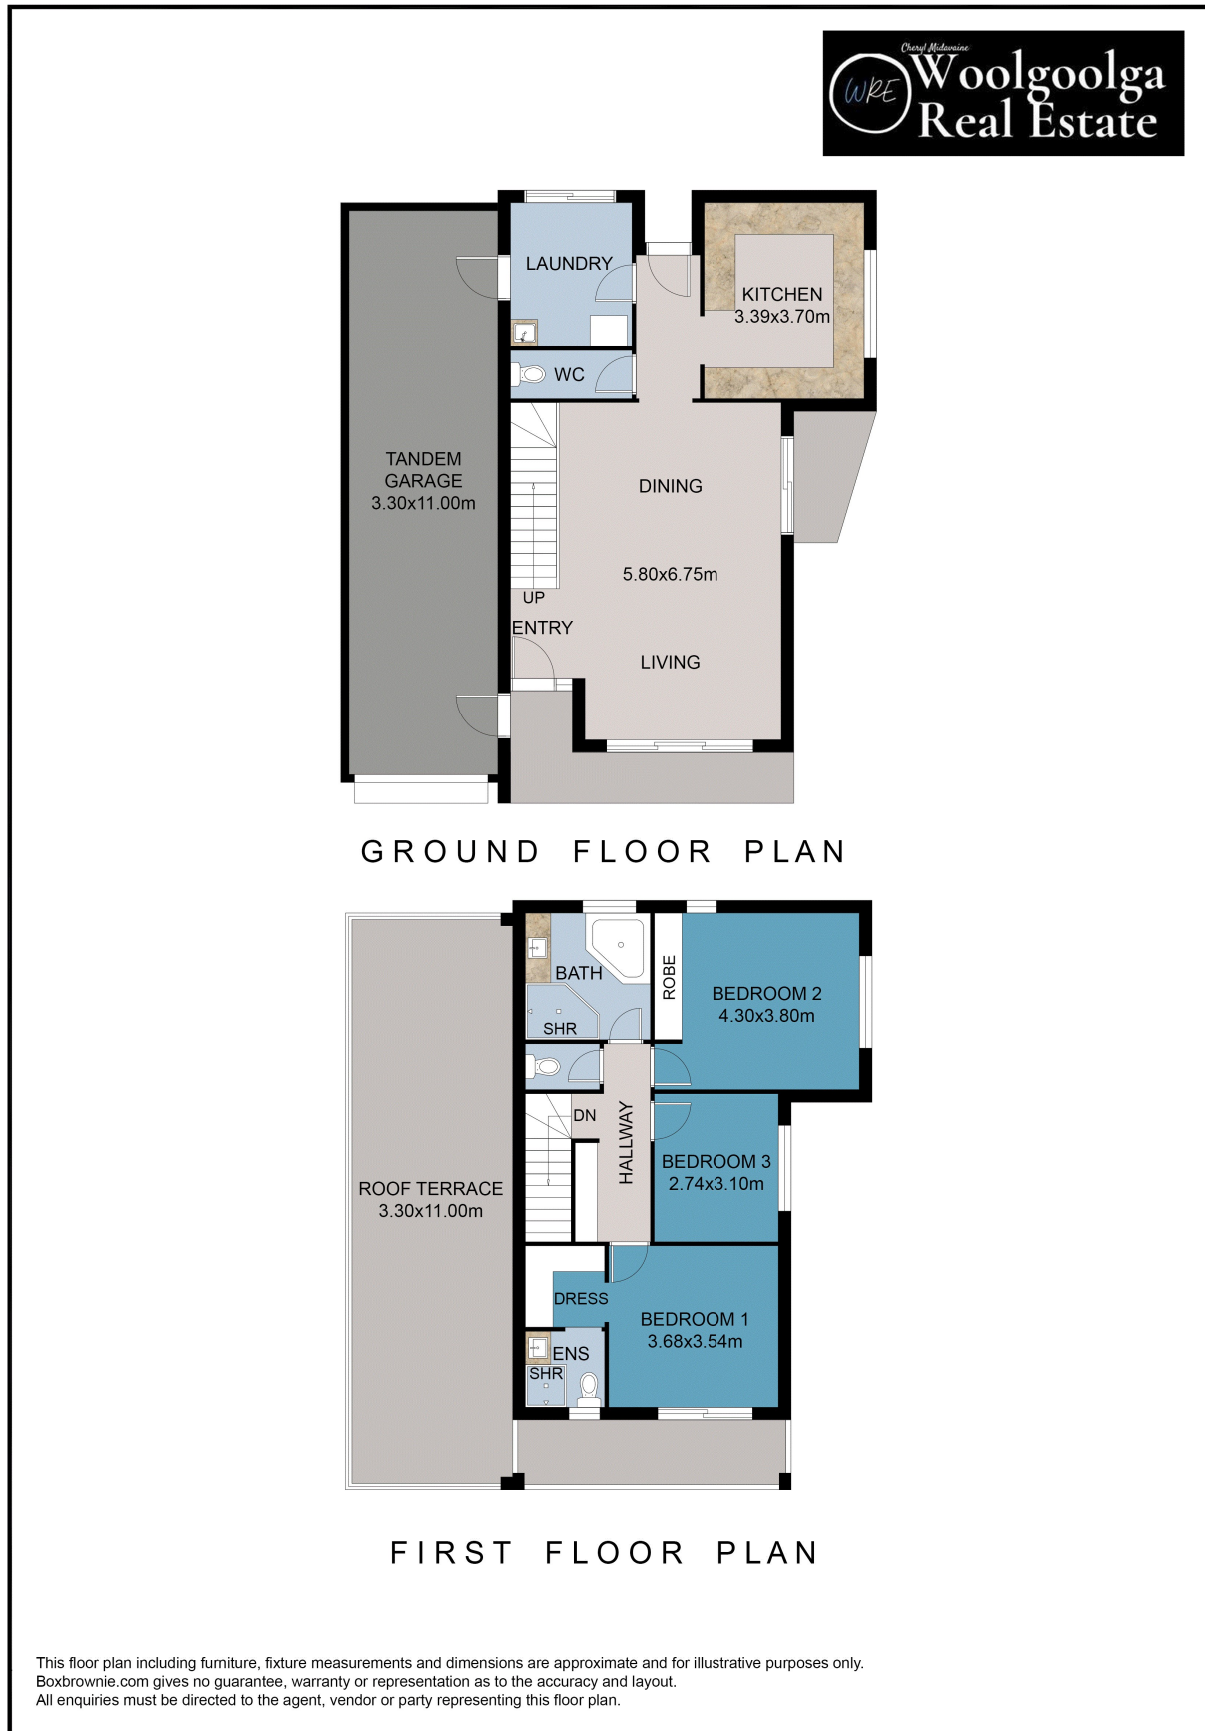 Cheryl Midavaine
WRE
Woolgoolga
Real Estate
LAUNDRY
KITCHEN
3.39x3.70m
WC
TANDEM
GARAGE
3.30x11.00m
DINING
5.80x6.75m
UP
ENTRY
LIVING
GROUND FLOOR PLAN
BATH
SHR
ROBE
BEDROOM 2
4.30x3.80m
DN
HALLWAY
BEDROOM 3
2.74x3.10m
ROOF TERRACE
3.30x11.00m
DRESS
BEDROOM 1
3.68x3.54m
ENS
SHR
FIRST FLOOR PLAN
This floor plan including furniture, fixture measurements and dimensions are approximate and for illustrative purposes only.
Boxbrownie.com gives no guarantee, warranty or representation as to the accuracy and layout.
All enquiries must be directed to the agent, vendor or party representing this floor plan.